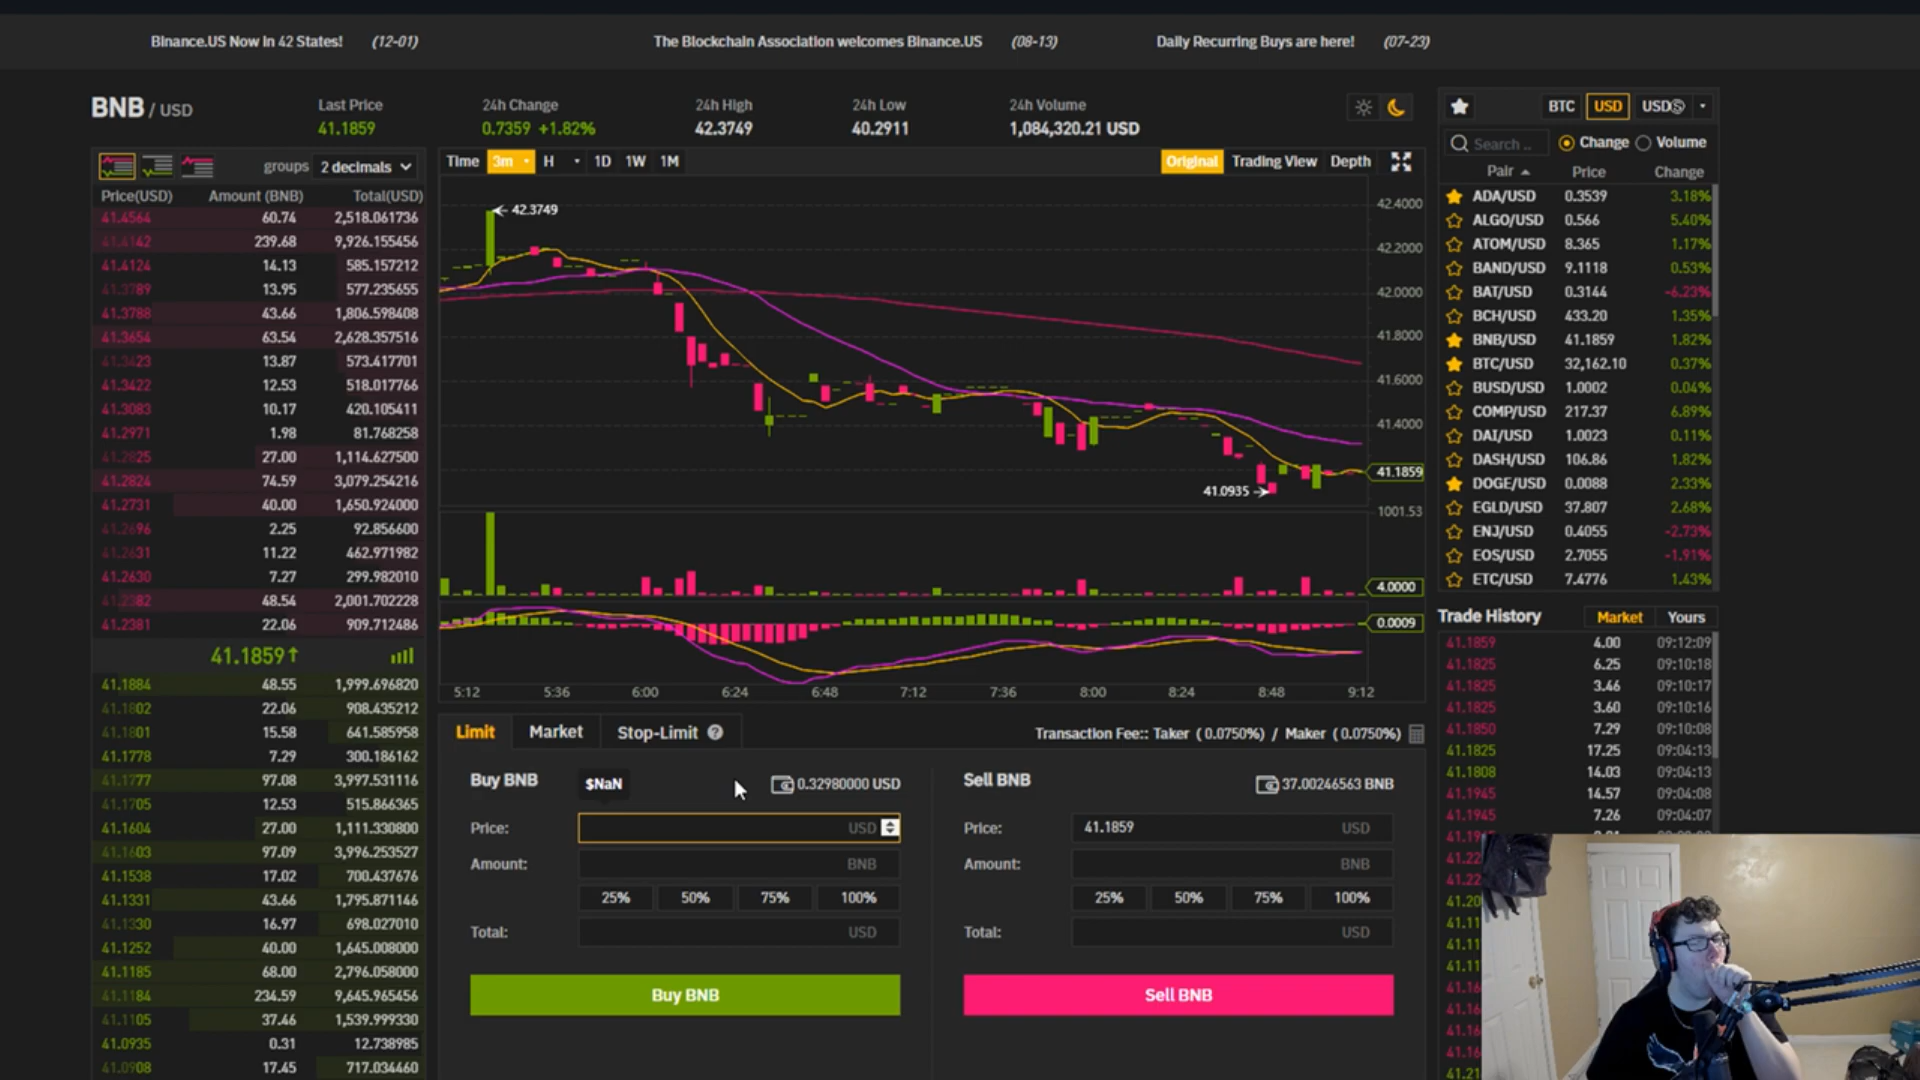 Binance.US Now in 42 States! (12-01) The Blockchain Association welcomes Binance.US (08-13) Daily Recurring Buys are here! (07-23)
BNB / USD
Last Price
41.1859
24h Change
0.7359 +1.82%
24h High
42.3749
24h Low
40.2911
24h Volume
1,084,320.21 USD
groups 2 decimals
Price(USD) Amount (BNB) Total(USD)
41.4564 60.74 2,518.061736
41.4142 239.68 9,926.155456
41.4124 14.13 585.157212
41.3789 13.95 577.235655
41.3788 43.66 1,806.598408
41.3654 63.54 2,628.357516
41.3423 13.87 573.417701
41.3422 12.53 518.017766
41.3083 10.17 420.105411
41.2971 1.98 81.768258
41.2825 27.00 1,114.627500
41.2824 74.59 3,079.254216
41.2731 40.00 1,650.924000
41.2696 2.25 92.856600
41.2631 11.22 462.971982
41.2630 7.27 299.982010
41.2382 48.54 2,001.702228
41.2381 22.06 909.712486
41.1859↑
41.1884 48.55 1,999.696820
41.1802 22.06 908.435212
41.1801 15.58 641.585958
41.1778 7.29 300.186162
41.1777 97.08 3,997.531116
41.1705 12.53 515.866365
41.1604 27.00 1,111.330800
41.1603 97.09 3,996.253527
41.1538 17.02 700.437676
41.1331 43.66 1,795.871146
41.1330 16.97 698.027010
41.1252 40.00 1,645.008000
41.1185 68.00 2,796.058000
41.1184 234.59 9,645.965456
41.1105 37.46 1,539.999330
41.0935 0.31 12.738985
41.0908 17.45 717.034460
Time 3m H 1D 1W 1M Original Trading View Depth
42.3749
42.4000
42.2000
42.0000
41.8000
41.6000
41.4000
41.1859
41.0935
1001.53
4.0000
0.0009
5:12 5:36 6:00 6:24 6:48 7:12 7:36 8:00 8:24 8:48 9:12
Limit Market Stop-Limit ?
Transaction Fee:: Taker ( 0.0750%) / Maker ( 0.0750%)
Buy BNB $NaN 0.32980000 USD
Price: USD
Amount: BNB
25% 50% 75% 100%
Total: USD
Buy BNB
Sell BNB 37.00246563 BNB
Price: 41.1859 USD
Amount: BNB
25% 50% 75% 100%
Total: USD
Sell BNB
BTC USD USDⓈ
Search .. Change Volume
Pair Price Change
ADA/USD 0.3539 3.18%
ALGO/USD 0.566 5.40%
ATOM/USD 8.365 1.17%
BAND/USD 9.1118 0.53%
BAT/USD 0.3144 -6.23%
BCH/USD 433.20 1.35%
BNB/USD 41.1859 1.82%
BTC/USD 32,162.10 0.37%
BUSD/USD 1.0002 0.04%
COMP/USD 217.37 6.89%
DAI/USD 1.0023 0.11%
DASH/USD 106.86 1.82%
DOGE/USD 0.0088 2.33%
EGLD/USD 37.807 2.68%
ENJ/USD 0.4055 -2.73%
EOS/USD 2.7055 -1.91%
ETC/USD 7.4776 1.43%
Trade History Market Yours
41.1859 4.00 09:12:09
41.1825 6.25 09:10:18
41.1825 3.46 09:10:17
41.1825 3.60 09:10:16
41.1850 7.29 09:10:08
41.1825 17.25 09:04:13
41.1808 14.03 09:04:13
41.1945 14.57 09:04:08
41.1945 7.26 09:04:07